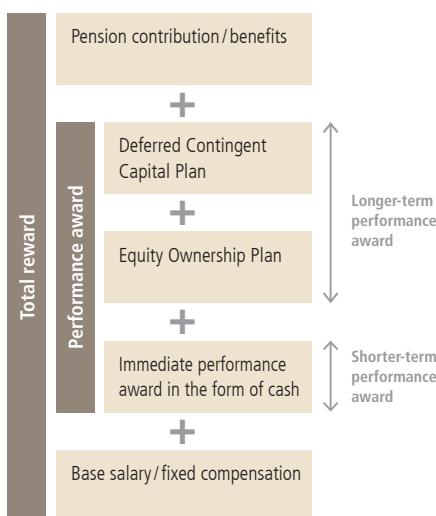 Total reward
Pension contribution / benefits
+
Performance award
Deferred Contingent
Capital Plan
+
Equity Ownership Plan
Longer-term
performance
award
+
Immediate performance
award in the form of cash
Shorter-term
performance
award
+
Base salary / fixed compensation